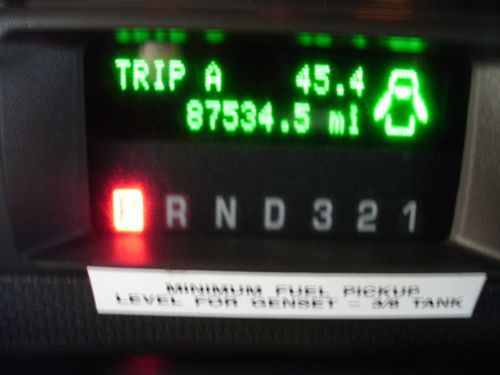 TRIP A 45.4
87534.5 mi
P R N D 3 2 1
MINIMUM FUEL PICKUP
LEVEL FOR GENSET = 3/8 TANK